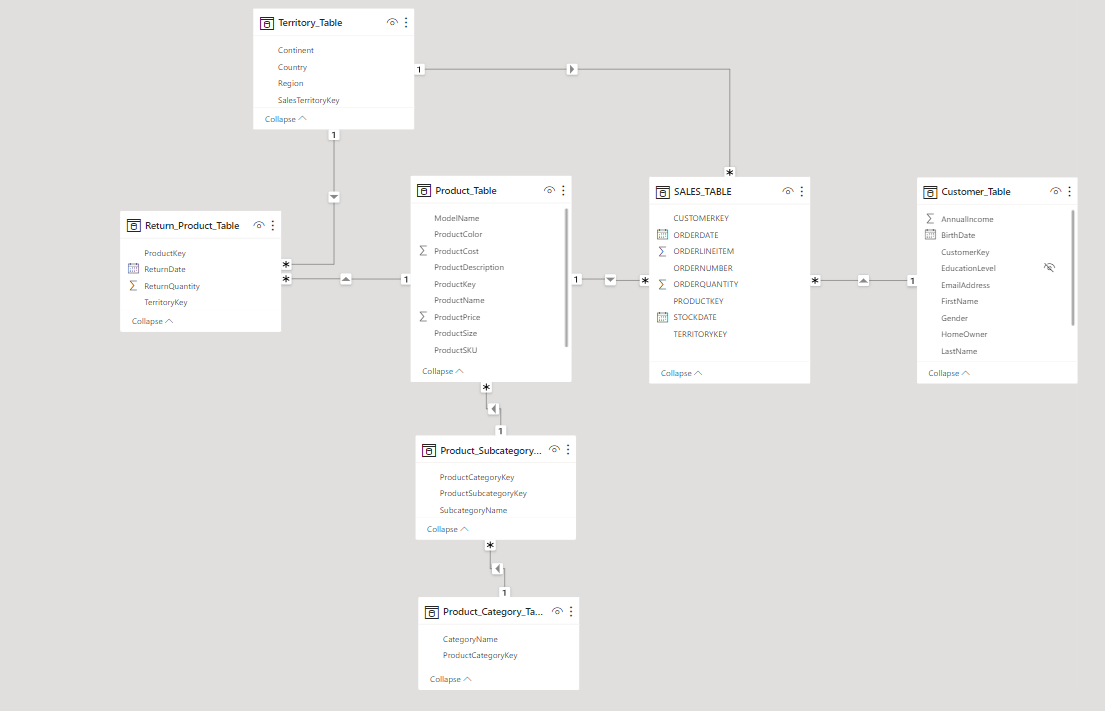 Territory_Table
Continent
Country
Region
SalesTerritoryKey
Collapse
1
1
*
Return_Product_Table
ProductKey
ReturnDate
ReturnQuantity
TerritoryKey
Collapse
*
*
1
Product_Table
ModelName
ProductColor
ProductCost
ProductDescription
ProductKey
ProductName
ProductPrice
ProductSize
ProductSKU
Collapse
1
*
SALES_TABLE
CUSTOMERKEY
ORDERDATE
ORDERLINEITEM
ORDERNUMBER
ORDERQUANTITY
PRODUCTKEY
STOCKDATE
TERRITORYKEY
Collapse
*
1
Customer_Table
AnnualIncome
BirthDate
CustomerKey
EducationLevel
EmailAddress
FirstName
Gender
HomeOwner
LastName
Collapse
*
1
Product_Subcategory...
ProductCategoryKey
ProductSubcategoryKey
SubcategoryName
Collapse
*
1
Product_Category_Ta...
CategoryName
ProductCategoryKey
Collapse